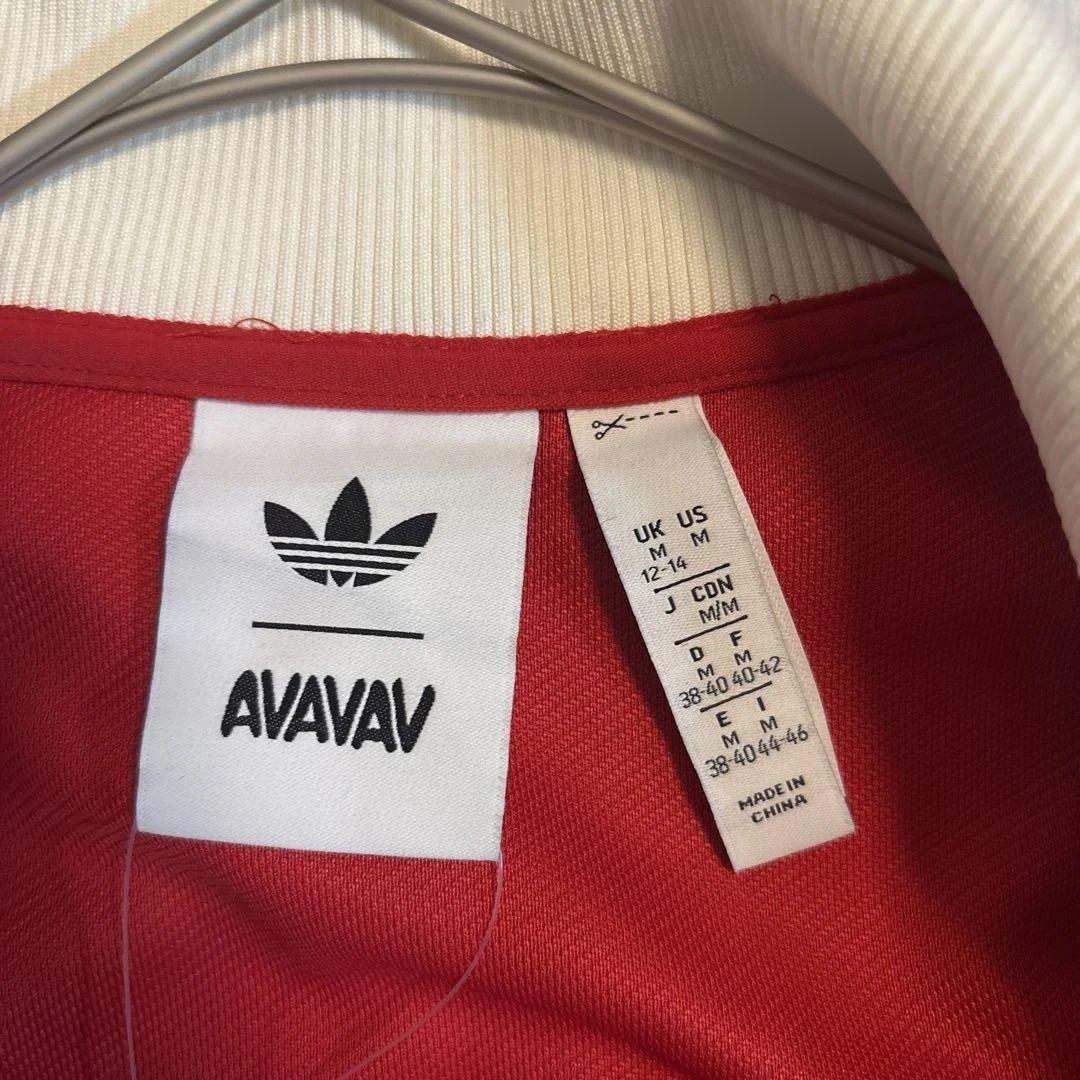 AVAVAV
UK US
M M
12-14
J CDN
M/M
D F
M M
38-40 40-42
E I
M M
38-40 44-46
MADE IN
CHINA